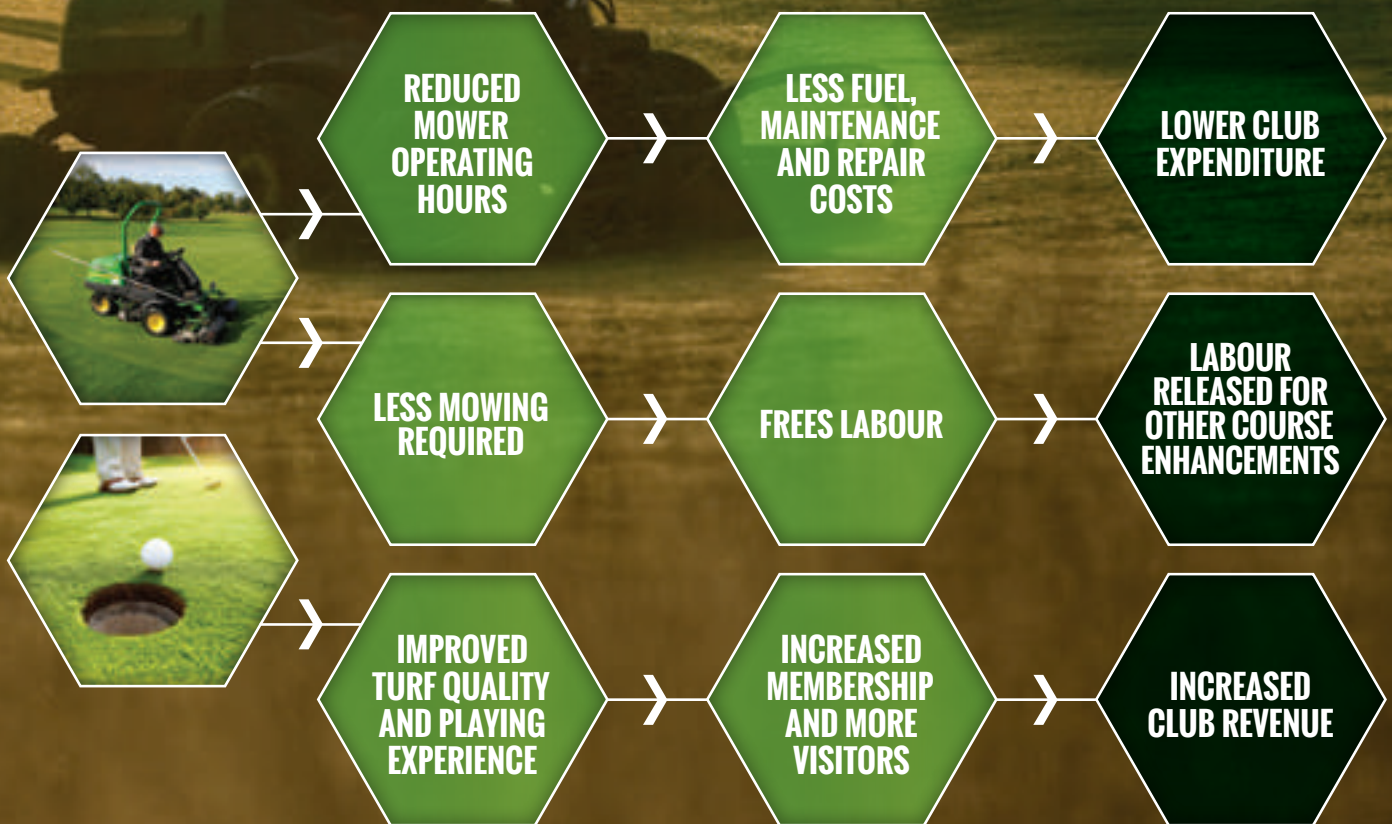 REDUCED
MOWER
OPERATING
HOURS
LESS FUEL,
MAINTENANCE
AND REPAIR
COSTS
LOWER CLUB
EXPENDITURE
LESS MOWING
REQUIRED
FREES LABOUR
LABOUR
RELEASED FOR
OTHER COURSE
ENHANCEMENTS
IMPROVED
TURF QUALITY
AND PLAYING
EXPERIENCE
INCREASED
MEMBERSHIP
AND MORE
VISITORS
INCREASED
CLUB REVENUE